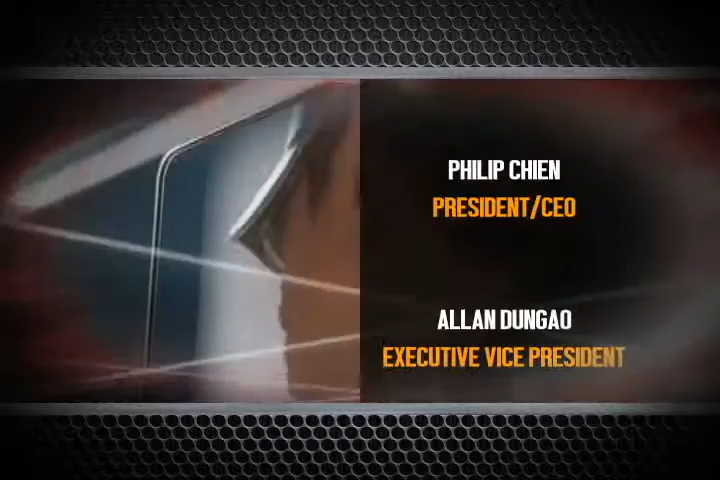 PHILIP CHIEN
PRESIDENT/CEO
ALLAN DUNGAO
EXECUTIVE VICE PRESIDENT